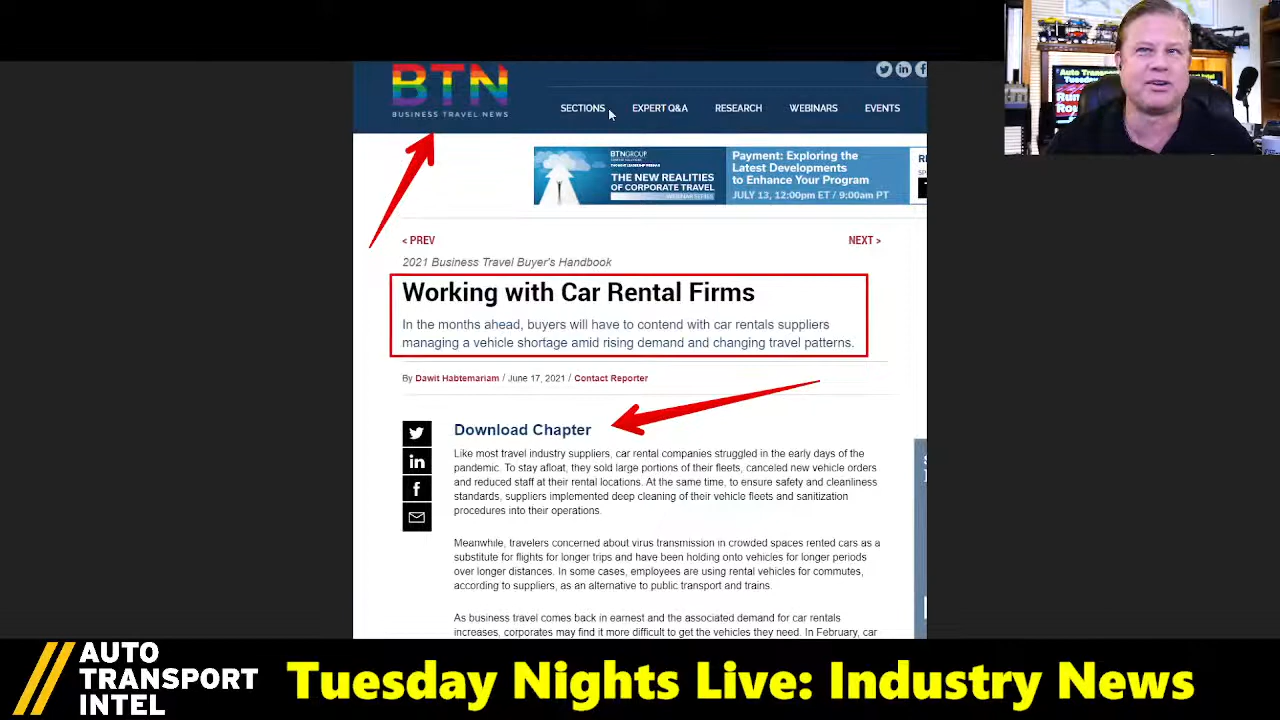 BTN
BUSINESS TRAVEL NEWS
SECTIONS
EXPERT Q&A
RESEARCH
WEBINARS
EVENTS
BTNGROUP
THE NEW REALITIES
OF CORPORATE TRAVEL
Payment: Exploring the
Latest Developments
to Enhance Your Program
JULY 13, 12:00pm ET / 9:00am PT
< PREV
NEXT >
2021 Business Travel Buyer's Handbook
Working with Car Rental Firms
In the months ahead, buyers will have to contend with car rentals suppliers
managing a vehicle shortage amid rising demand and changing travel patterns.
By Dawit Habtemariam / June 17, 2021 / Contact Reporter
Download Chapter
Like most travel industry suppliers, car rental companies struggled in the early days of the
pandemic. To stay afloat, they sold large portions of their fleets, canceled new vehicle orders
and reduced staff at their rental locations. At the same time, to ensure safety and cleanliness
standards, suppliers implemented deep cleaning of their vehicle fleets and sanitization
procedures into their operations.
Meanwhile, travelers concerned about virus transmission in crowded spaces rented cars as a
substitute for flights for longer trips and have been holding onto vehicles for longer periods
over longer distances. In some cases, employees are using rental vehicles for commutes,
according to suppliers, as an alternative to public transport and trains.
As business travel comes back in earnest and the associated demand for car rentals
increases, corporates may find it more difficult to get the vehicles they need. In February, car
AUTO
TRANSPORT
INTEL
Tuesday Nights Live: Industry News